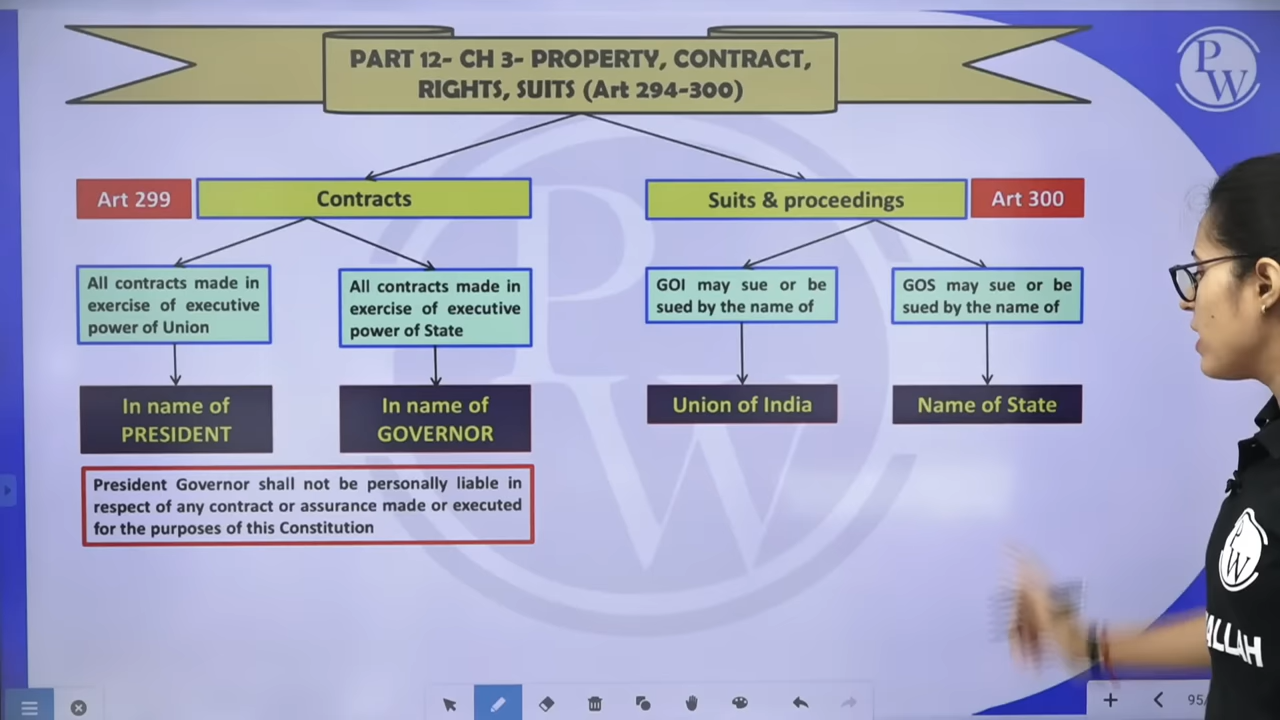 PART 12- CH 3- PROPERTY, CONTRACT,
RIGHTS, SUITS (Art 294-300)
PW
Art 299
Contracts
Suits & proceedings
Art 300
All contracts made in
exercise of executive
power of Union
All contracts made in
exercise of executive
power of State
GOI may sue or be
sued by the name of
GOS may sue or be
sued by the name of
In name of
PRESIDENT
In name of
GOVERNOR
Union of India
Name of State
President Governor shall not be personally liable in
respect of any contract or assurance made or executed
for the purposes of this Constitution
PW
PW
ALLAH
95/